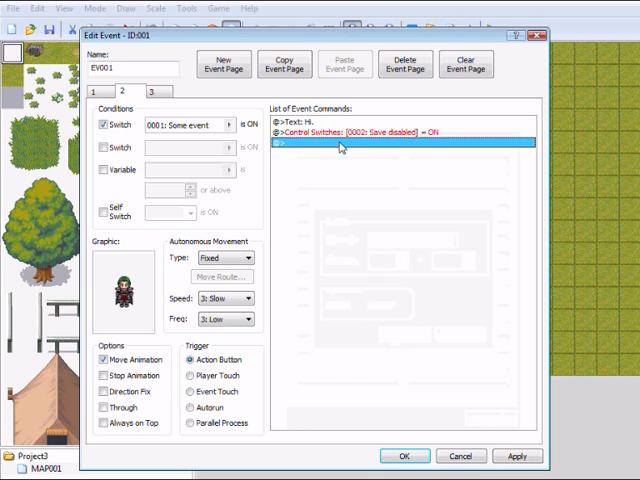 File Edit Mode Draw Scale Tools Game Help
Edit Event - ID:001
Name:
EV001
New Event Page
Copy Event Page
Paste Event Page
Delete Event Page
Clear Event Page
1 2 3
Conditions
Switch 0001: Some event is ON
Switch is ON
Variable is
or above
Self Switch is ON
Graphic:
Autonomous Movement
Type: Fixed
Move Route...
Speed: 3: Slow
Freq: 3: Low
Options
Move Animation
Stop Animation
Direction Fix
Through
Always on Top
Trigger
Action Button
Player Touch
Event Touch
Autorun
Parallel Process
List of Event Commands:
@>Text: Hi.
@>Control Switches: [0002: Save disabled] = ON
@>
OK Cancel Apply
Project3
MAP001